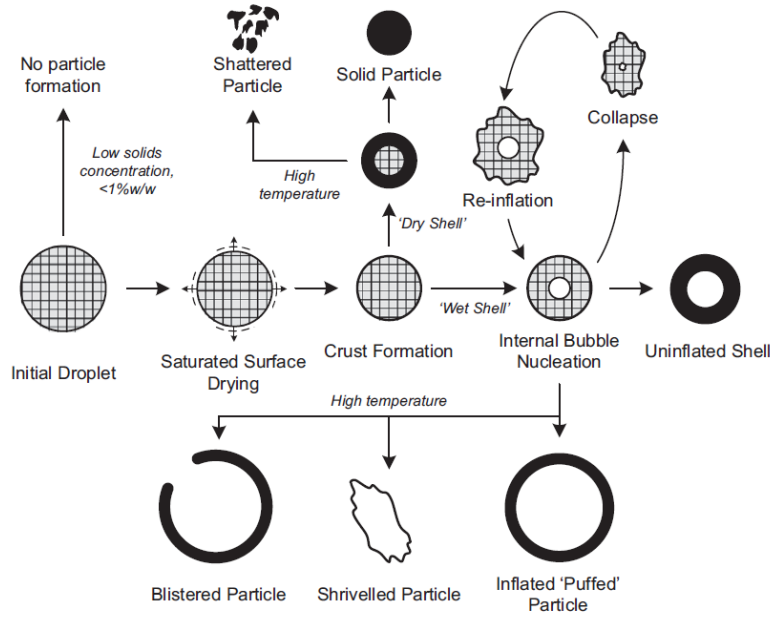 No particle
formation
Shattered
Particle
Solid Particle
Collapse
Low solids
concentration,
<1%w/w
High
temperature
Re-inflation
'Dry Shell'
'Wet Shell'
Initial Droplet
Saturated Surface
Drying
Crust Formation
Internal Bubble
Nucleation
Uninflated Shell
High temperature
Blistered Particle
Shrivelled Particle
Inflated 'Puffed'
Particle